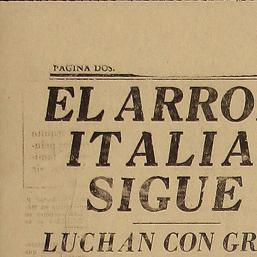 PAGINA DOS.
EL ARRO
ITALIA
SIGUE
LUCHAN CON GR